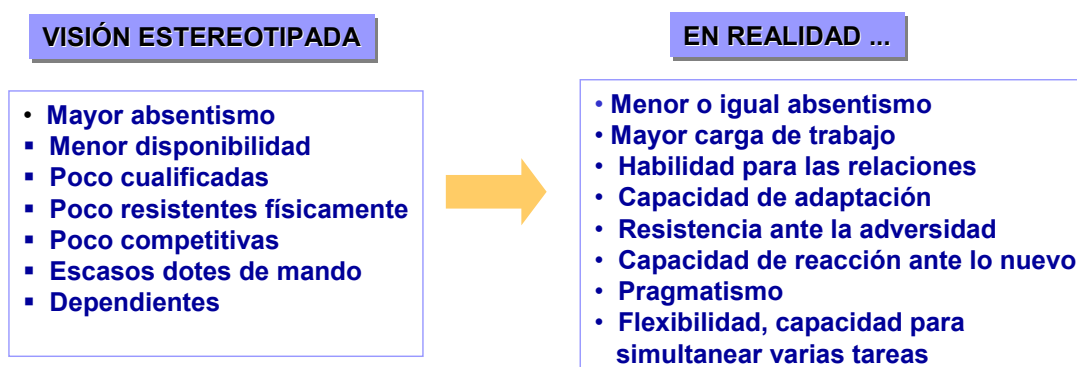 VISIÓN ESTEREOTIPADA
• Mayor absentismo
▪ Menor disponibilidad
▪ Poco cualificadas
▪ Poco resistentes físicamente
▪ Poco competitivas
▪ Escasos dotes de mando
▪ Dependientes
EN REALIDAD ...
• Menor o igual absentismo
• Mayor carga de trabajo
• Habilidad para las relaciones
• Capacidad de adaptación
• Resistencia ante la adversidad
• Capacidad de reacción ante lo nuevo
• Pragmatismo
• Flexibilidad, capacidad para
simultanear varias tareas